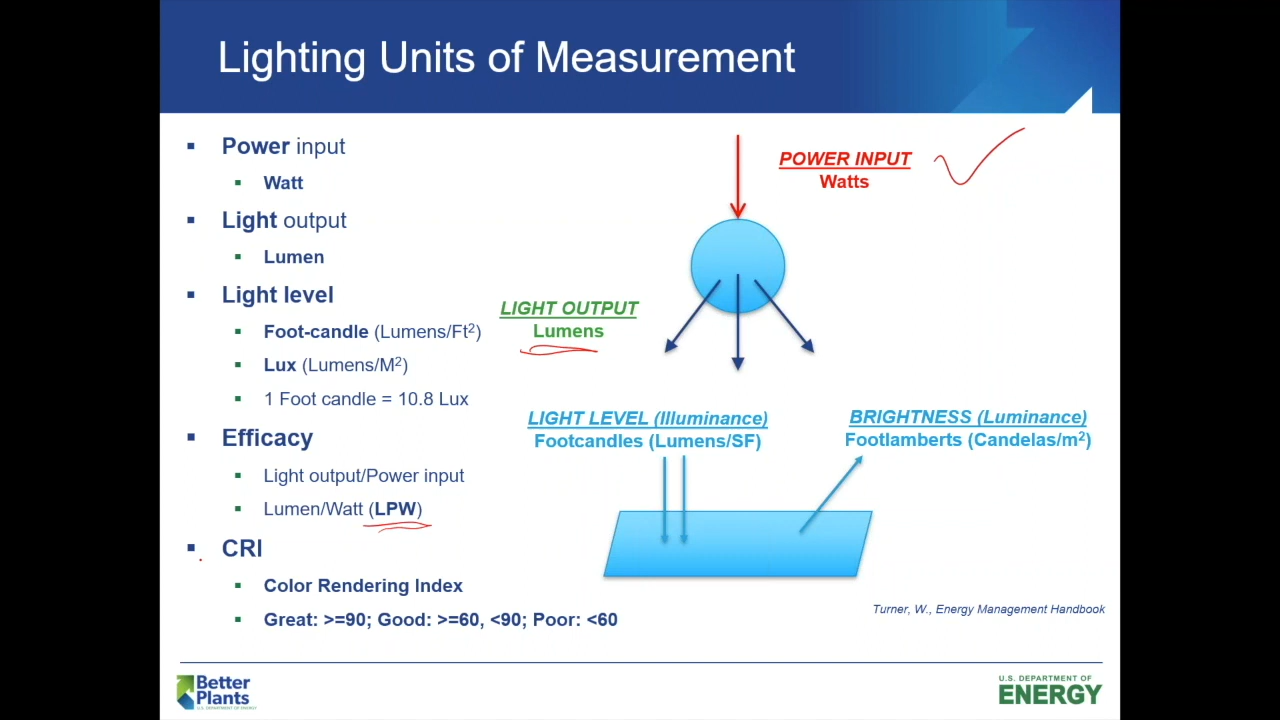 Lighting Units of Measurement
Power input
Watt
Light output
Lumen
Light level
Foot-candle (Lumens/Ft²)
Lux (Lumens/M²)
1 Foot candle = 10.8 Lux
Efficacy
Light output/Power input
Lumen/Watt (LPW)
CRI
Color Rendering Index
Great: >=90; Good: >=60, <90; Poor: <60
POWER INPUT
Watts
LIGHT OUTPUT
Lumens
LIGHT LEVEL (Illuminance)
Footcandles (Lumens/SF)
BRIGHTNESS (Luminance)
Footlamberts (Candelas/m²)
Turner, W., Energy Management Handbook
Better
Plants
U.S. DEPARTMENT OF ENERGY
U.S. DEPARTMENT OF
ENERGY